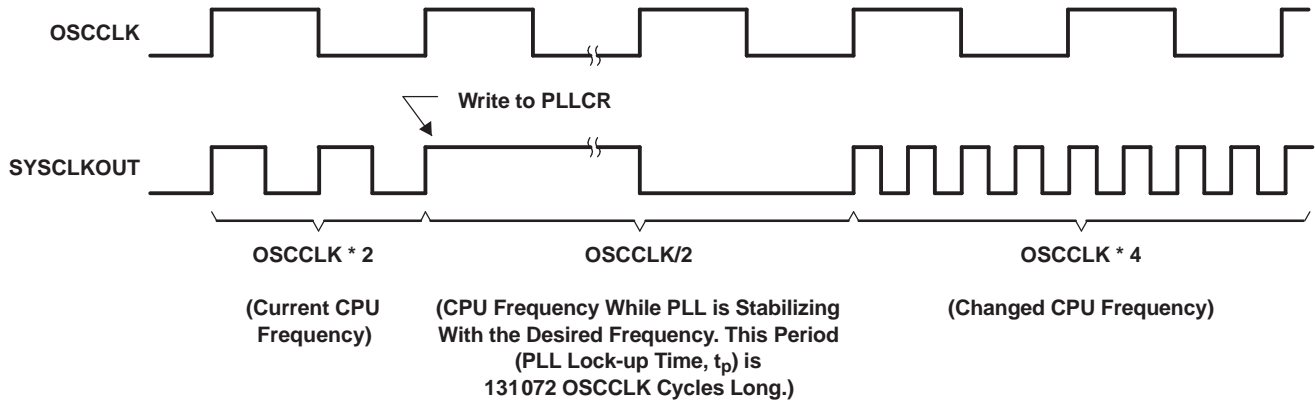 OSCCLK
Write to PLLCR
SYSCLKOUT
OSCCLK * 2
(Current CPU
Frequency)
OSCCLK/2
(CPU Frequency While PLL is Stabilizing
With the Desired Frequency. This Period
(PLL Lock-up Time, tp) is
131072 OSCCLK Cycles Long.)
OSCCLK * 4
(Changed CPU Frequency)